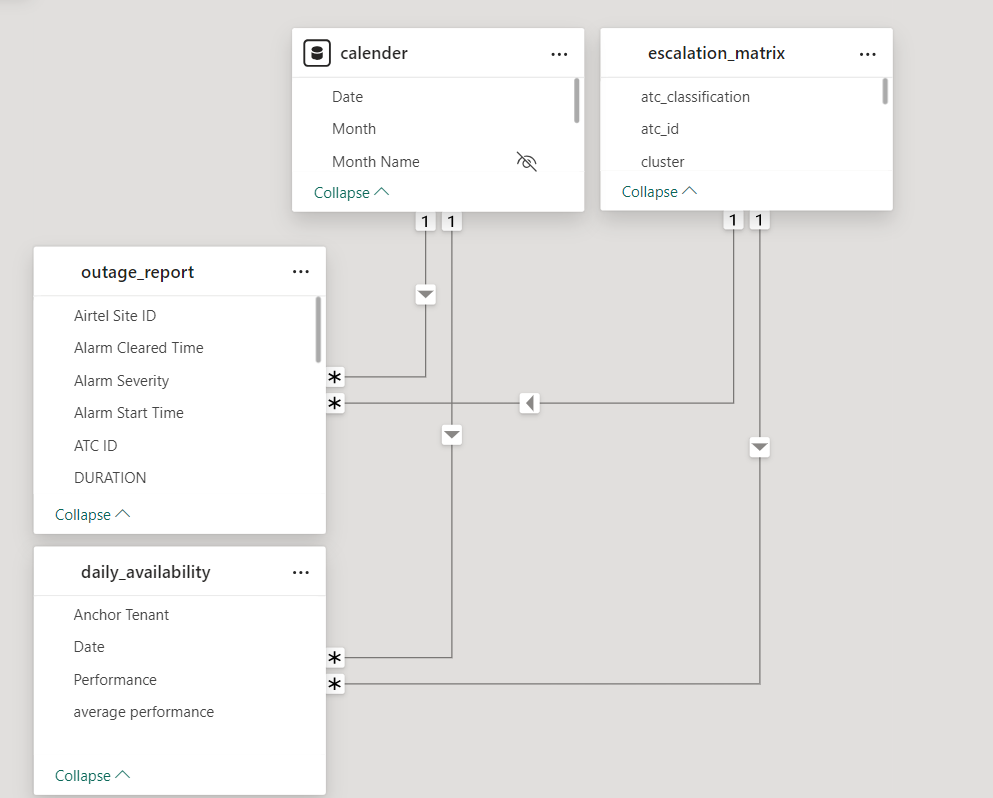 calender
...
Date
Month
Month Name
Collapse
escalation_matrix
...
atc_classification
atc_id
cluster
Collapse
1
1
1
1
outage_report
...
Airtel Site ID
Alarm Cleared Time
Alarm Severity
Alarm Start Time
ATC ID
DURATION
Collapse
*
*
daily_availability
...
Anchor Tenant
Date
Performance
average performance
Collapse
*
*